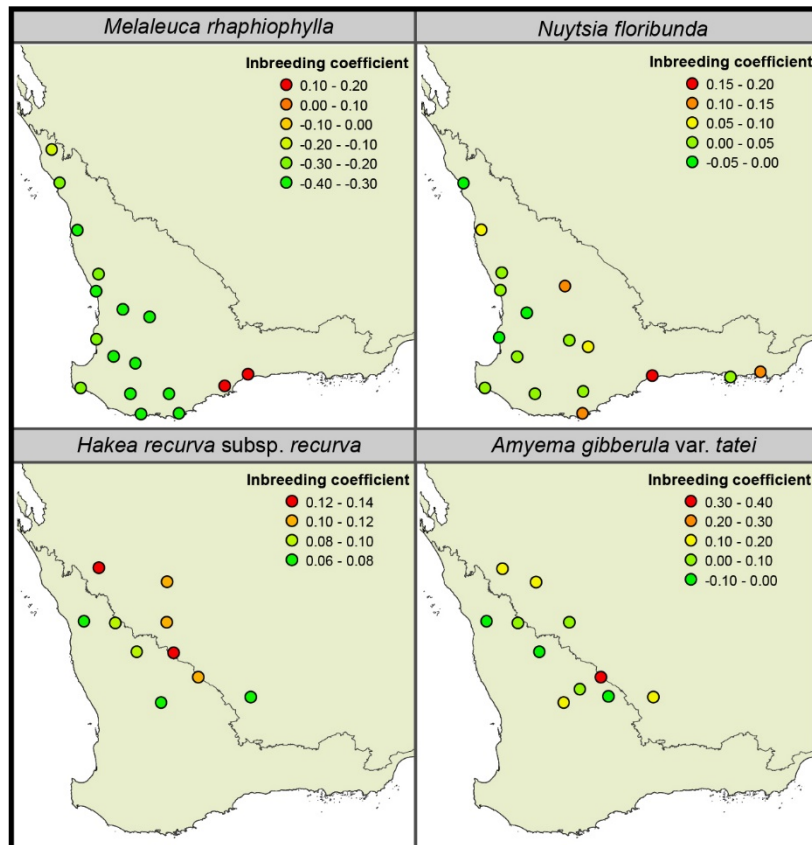 Melaleuca rhaphiophylla
Inbreeding coefficient
0.10 - 0.20
0.00 - 0.10
-0.10 - 0.00
-0.20 - -0.10
-0.30 - -0.20
-0.40 - -0.30
Nuytsia floribunda
Inbreeding coefficient
0.15 - 0.20
0.10 - 0.15
0.05 - 0.10
0.00 - 0.05
-0.05 - 0.00
Hakea recurva subsp. recurva
Inbreeding coefficient
0.12 - 0.14
0.10 - 0.12
0.08 - 0.10
0.06 - 0.08
Amyema gibberula var. tatei
Inbreeding coefficient
0.30 - 0.40
0.20 - 0.30
0.10 - 0.20
0.00 - 0.10
-0.10 - 0.00